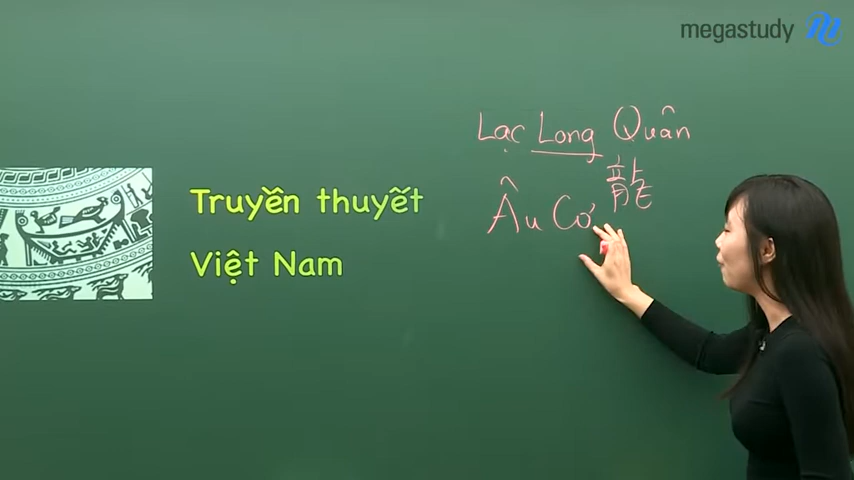 megastudy
Lạc Long Quân
龍
Truyền thuyết
Âu Cơ
Việt Nam